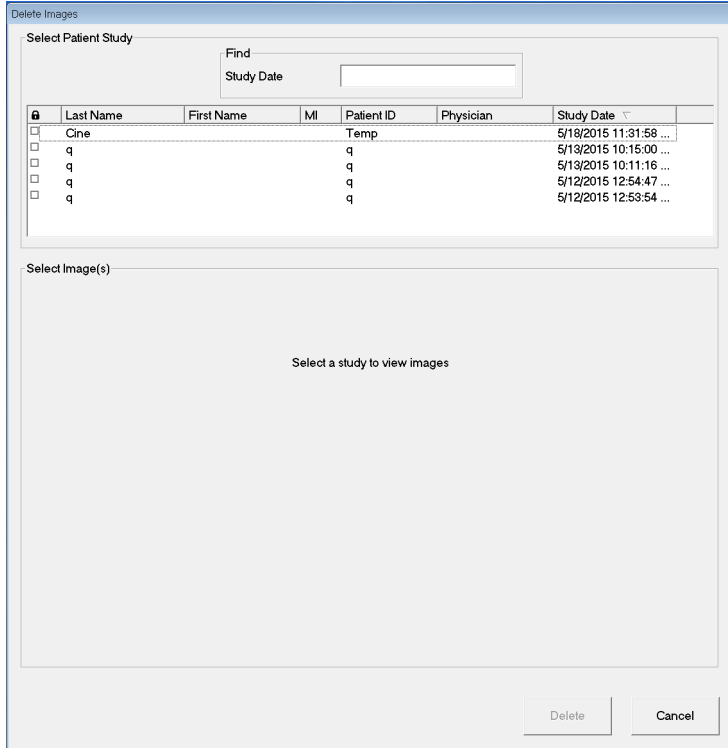 Delete Images
Select Patient Study
Find
Study Date
Last Name First Name MI Patient ID Physician Study Date
Cine Temp 5/18/2015 11:31:58 ...
q q 5/13/2015 10:15:00 ...
q q 5/13/2015 10:11:16 ...
q q 5/12/2015 12:54:47 ...
q q 5/12/2015 12:53:54 ...
Select Image(s)
Select a study to view images
Delete Cancel